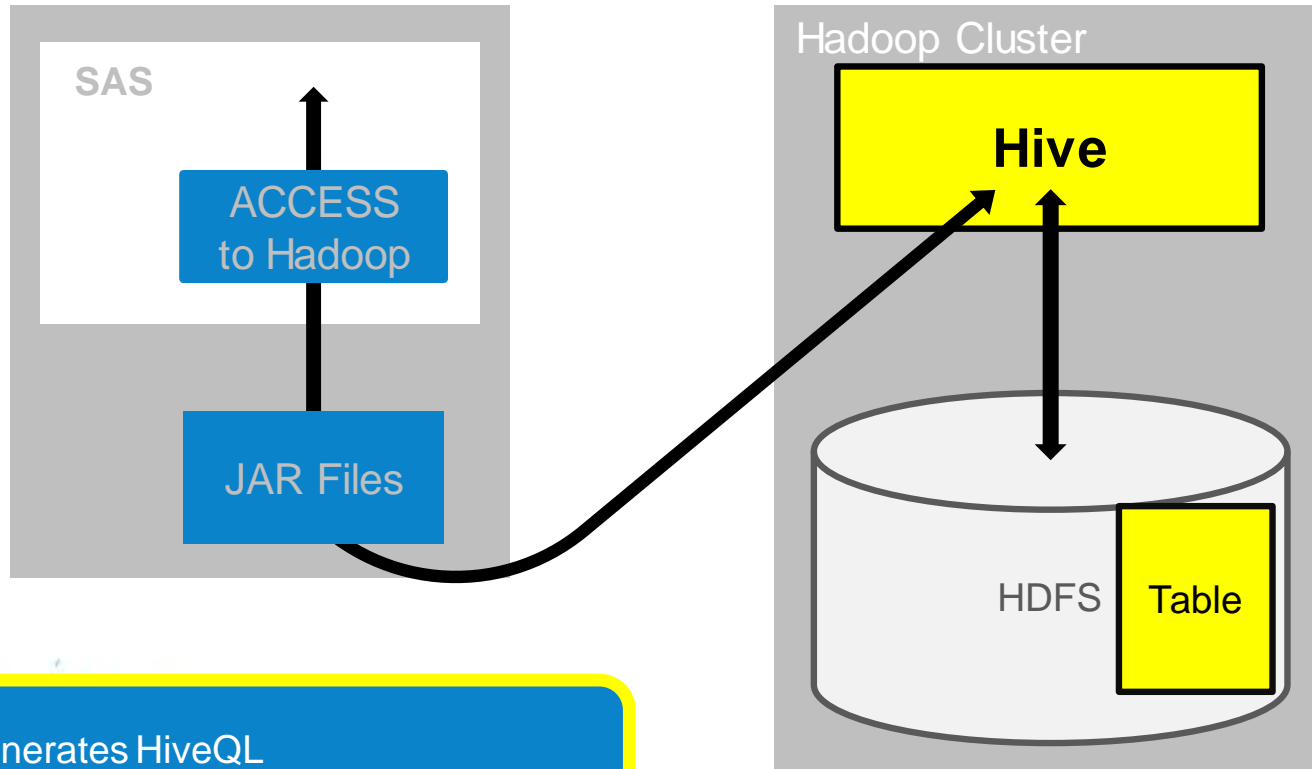 SAS
ACCESS
to Hadoop
JAR Files
Hadoop Cluster
Hive
HDFS
Table
nerates HiveQL